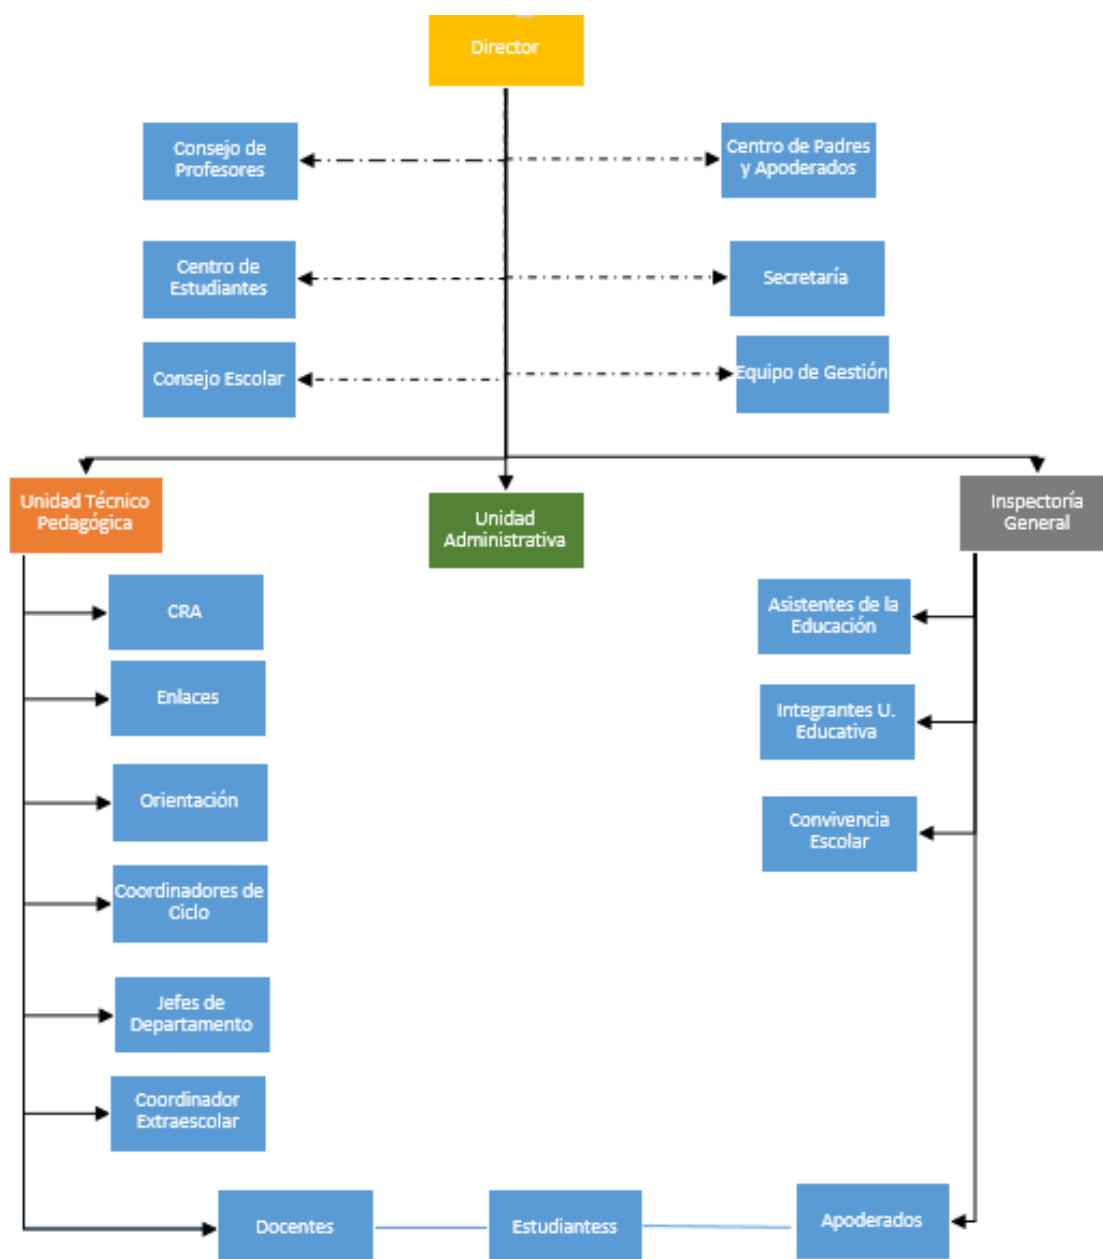 Director
Consejo de
Profesores
Centro de Padres
y Apoderados
Centro de
Estudiantes
Secretaría
Consejo Escolar
Equipo de Gestión
Unidad Técnico
Pedagógica
Unidad
Administrativa
Inspectoría
General
CRA
Enlaces
Orientación
Coordinadores de
Ciclo
Jefes de
Departamento
Coordinador
Extraescolar
Asistentes de la
Educación
Integrantes U.
Educativa
Convivencia
Escolar
Docentes
Estudiantess
Apoderados